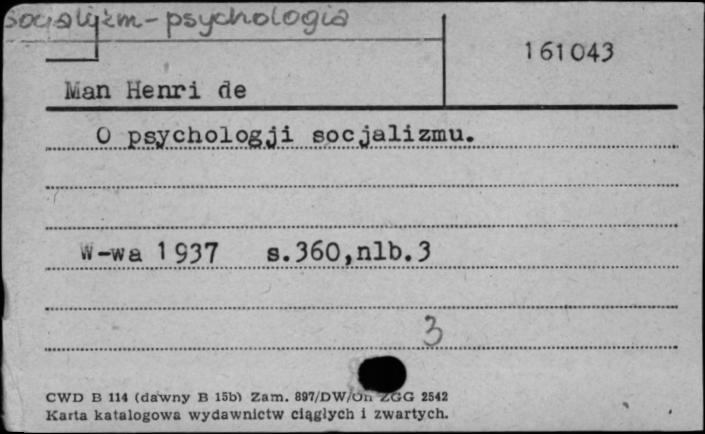 socjalizm - psychologia
161043
Man Henri de
O psychologji socjalizmu.
W-wa 1937 s.360,nlb.3
3
CWD B 114 (dawny B 15b) Zam. 897/DW/Un ZGG 2542
Karta katalogowa wydawnictw ciągłych i zwartych.